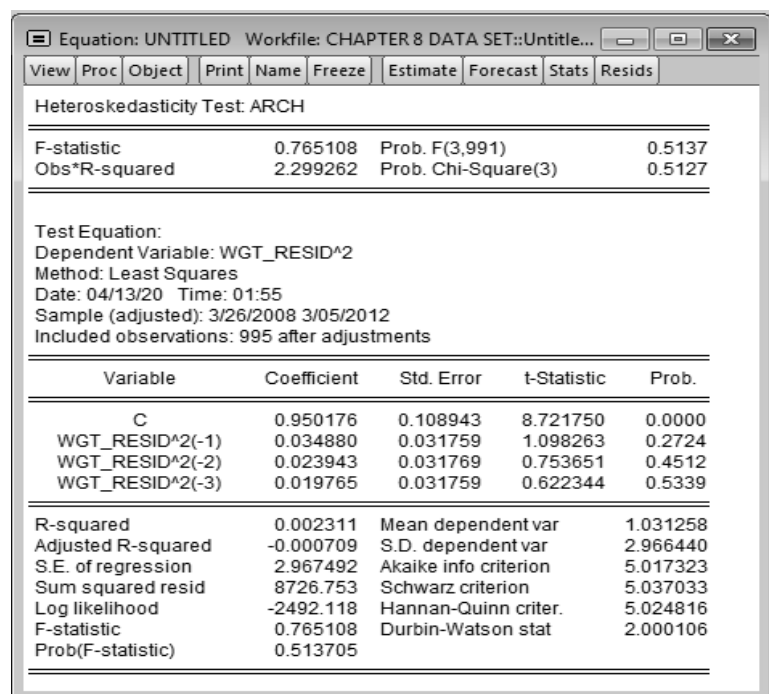 Equation: UNTITLED Workfile: CHAPTER 8 DATA SET::Untitle...
View Proc Object Print Name Freeze Estimate Forecast Stats Resids
Heteroskedasticity Test: ARCH
F-statistic 0.765108 Prob. F(3,991) 0.5137
Obs*R-squared 2.299262 Prob. Chi-Square(3) 0.5127
Test Equation:
Dependent Variable: WGT_RESID^2
Method: Least Squares
Date: 04/13/20 Time: 01:55
Sample (adjusted): 3/26/2008 3/05/2012
Included observations: 995 after adjustments
Variable Coefficient Std. Error t-Statistic Prob.
C 0.950176 0.108943 8.721750 0.0000
WGT_RESID^2(-1) 0.034880 0.031759 1.098263 0.2724
WGT_RESID^2(-2) 0.023943 0.031769 0.753651 0.4512
WGT_RESID^2(-3) 0.019765 0.031759 0.622344 0.5339
R-squared 0.002311 Mean dependent var 1.031258
Adjusted R-squared -0.000709 S.D. dependent var 2.966440
S.E. of regression 2.967492 Akaike info criterion 5.017323
Sum squared resid 8726.753 Schwarz criterion 5.037033
Log likelihood -2492.118 Hannan-Quinn criter. 5.024816
F-statistic 0.765108 Durbin-Watson stat 2.000106
Prob(F-statistic) 0.513705